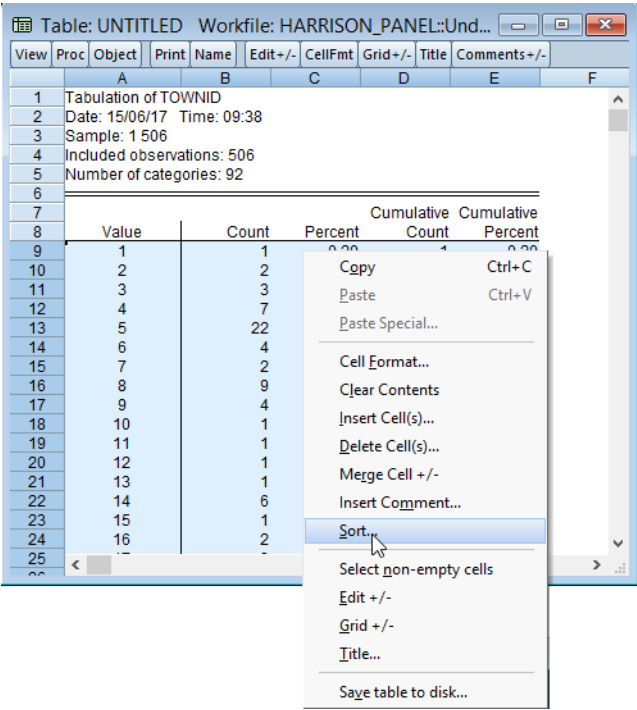 Table: UNTITLED Workfile: HARRISON_PANEL::Und...
View Proc Object Print Name Edit+/- CellFmt Grid+/- Title Comments+/-
A B C D E F
1 Tabulation of TOWNID
2 Date: 15/06/17 Time: 09:38
3 Sample: 1 506
4 Included observations: 506
5 Number of categories: 92
6
7 Cumulative Cumulative
8 Value Count Percent Count Percent
9 1 1 0.20 1 0.20
10 2 2
11 3 3
12 4 7
13 5 22
14 6 4
15 7 2
16 8 9
17 9 4
18 10 1
19 11 1
20 12 1
21 13 1
22 14 6
23 15 1
24 16 2
25
Copy Ctrl+C
Paste Ctrl+V
Paste Special...
Cell Format...
Clear Contents
Insert Cell(s)...
Delete Cell(s)...
Merge Cell +/-
Insert Comment...
Sort...
Select non-empty cells
Edit +/-
Grid +/-
Title...
Save table to disk...